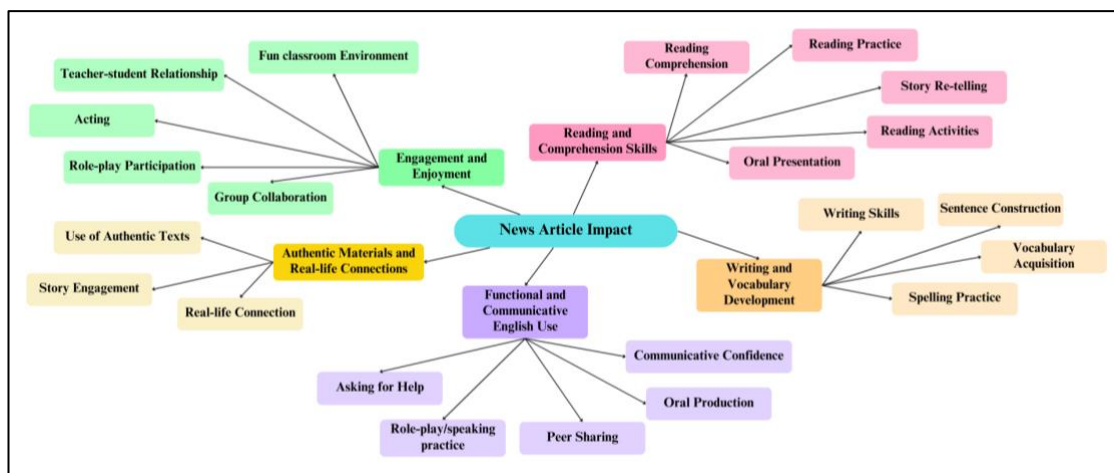 Fun classroom Environment
Teacher-student Relationship
Acting
Role-play Participation
Group Collaboration
Engagement and
Enjoyment
Reading
Comprehension
Reading Practice
Story Re-telling
Reading Activities
Oral Presentation
Reading and
Comprehension Skills
News Article Impact
Use of Authentic Texts
Story Engagement
Real-life Connection
Authentic Materials and
Real-life Connections
Writing Skills
Sentence Construction
Vocabulary
Acquisition
Spelling Practice
Writing and
Vocabulary
Development
Functional and
Communicative
English Use
Asking for Help
Role-play/speaking
practice
Peer Sharing
Oral Production
Communicative Confidence